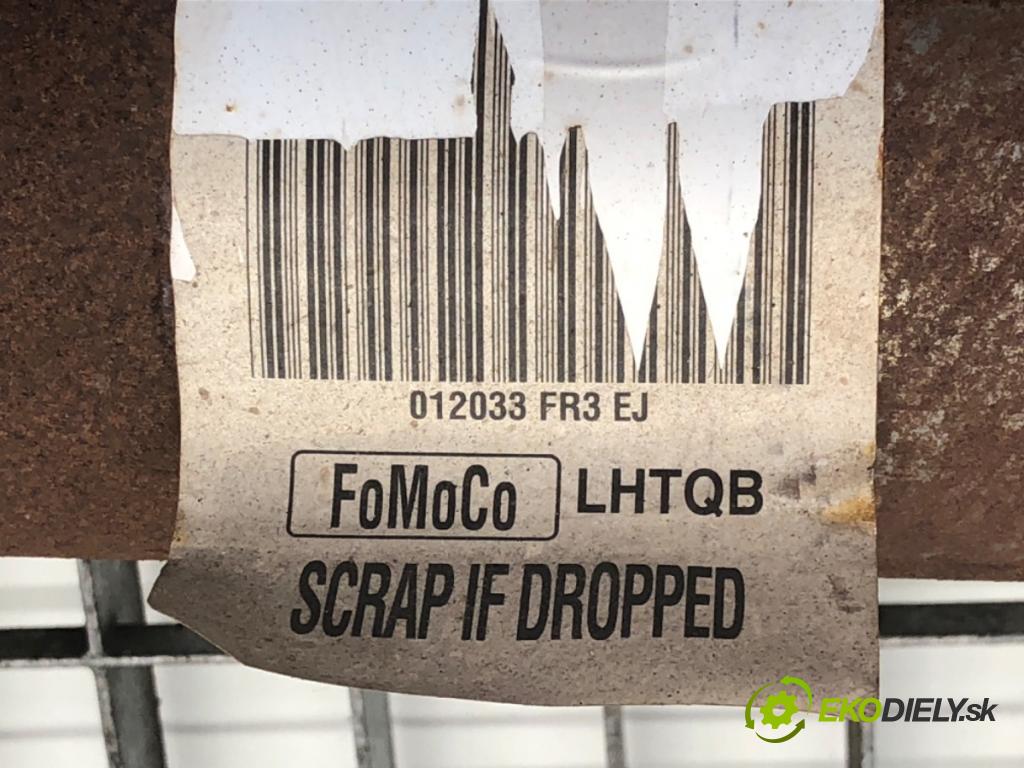 012033 FR3 EJ
FoMoCo LHTQB
SCRAP IF DROPPED
EKODIELY.sk